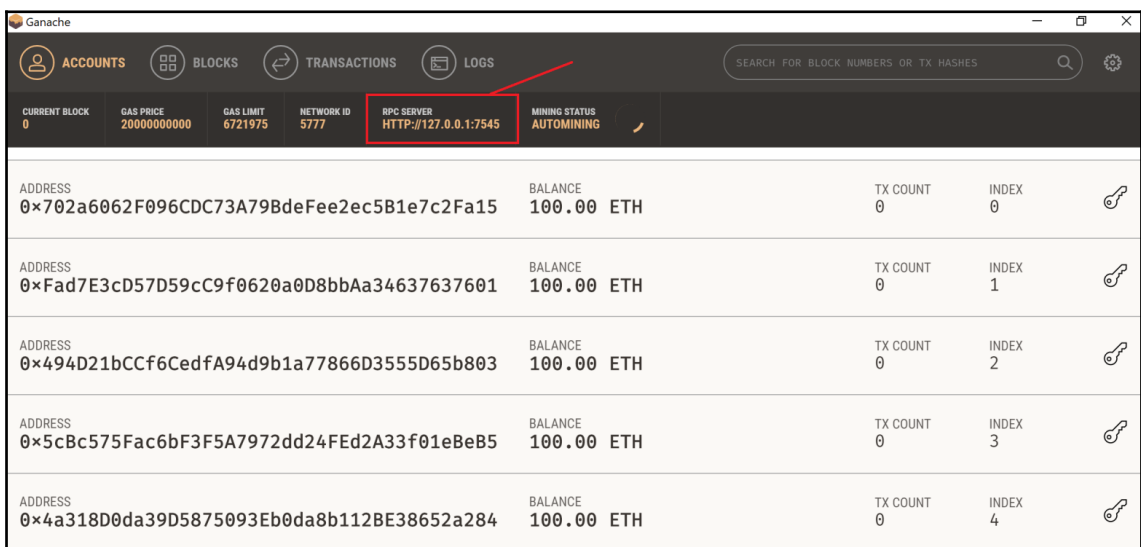 Ganache
ACCOUNTS BLOCKS TRANSACTIONS LOGS SEARCH FOR BLOCK NUMBERS OR TX HASHES
CURRENT BLOCK GAS PRICE GAS LIMIT NETWORK ID RPC SERVER MINING STATUS
0 20000000000 6721975 5777 HTTP://127.0.0.1:7545 AUTOMINING
ADDRESS BALANCE TX COUNT INDEX
0×702a6062F096CDC73A79BdeFee2ec5B1e7c2Fa15 100.00 ETH 0 0
ADDRESS BALANCE TX COUNT INDEX
0×Fad7E3cD57D59cC9f0620a0D8bbAa34637637601 100.00 ETH 0 1
ADDRESS BALANCE TX COUNT INDEX
0×494D21bCCf6CedfA94d9b1a77866D3555D65b803 100.00 ETH 0 2
ADDRESS BALANCE TX COUNT INDEX
0×5cBc575Fac6bF3F5A7972dd24FEd2A33f01eBeB5 100.00 ETH 0 3
ADDRESS BALANCE TX COUNT INDEX
0×4a318D0da39D5875093Eb0da8b112BE38652a284 100.00 ETH 0 4